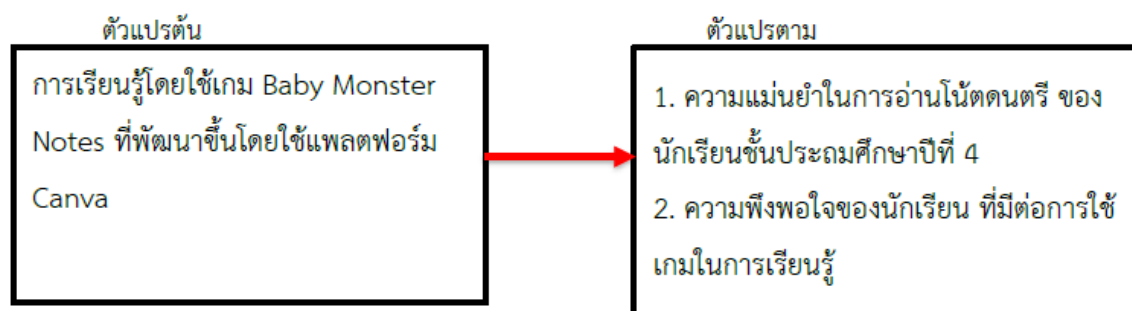 ตัวแปรต้น
การเรียนรู้โดยใช้เกม Baby Monster
Notes ที่พัฒนาขึ้นโดยใช้แพลตฟอร์ม
Canva
ตัวแปรตาม
1. ความแม่นยำในการอ่านโน้ตดนตรี ของ
นักเรียนชั้นประถมศึกษาปีที่ 4
2. ความพึงพอใจของนักเรียน ที่มีต่อการใช้
เกมในการเรียนรู้